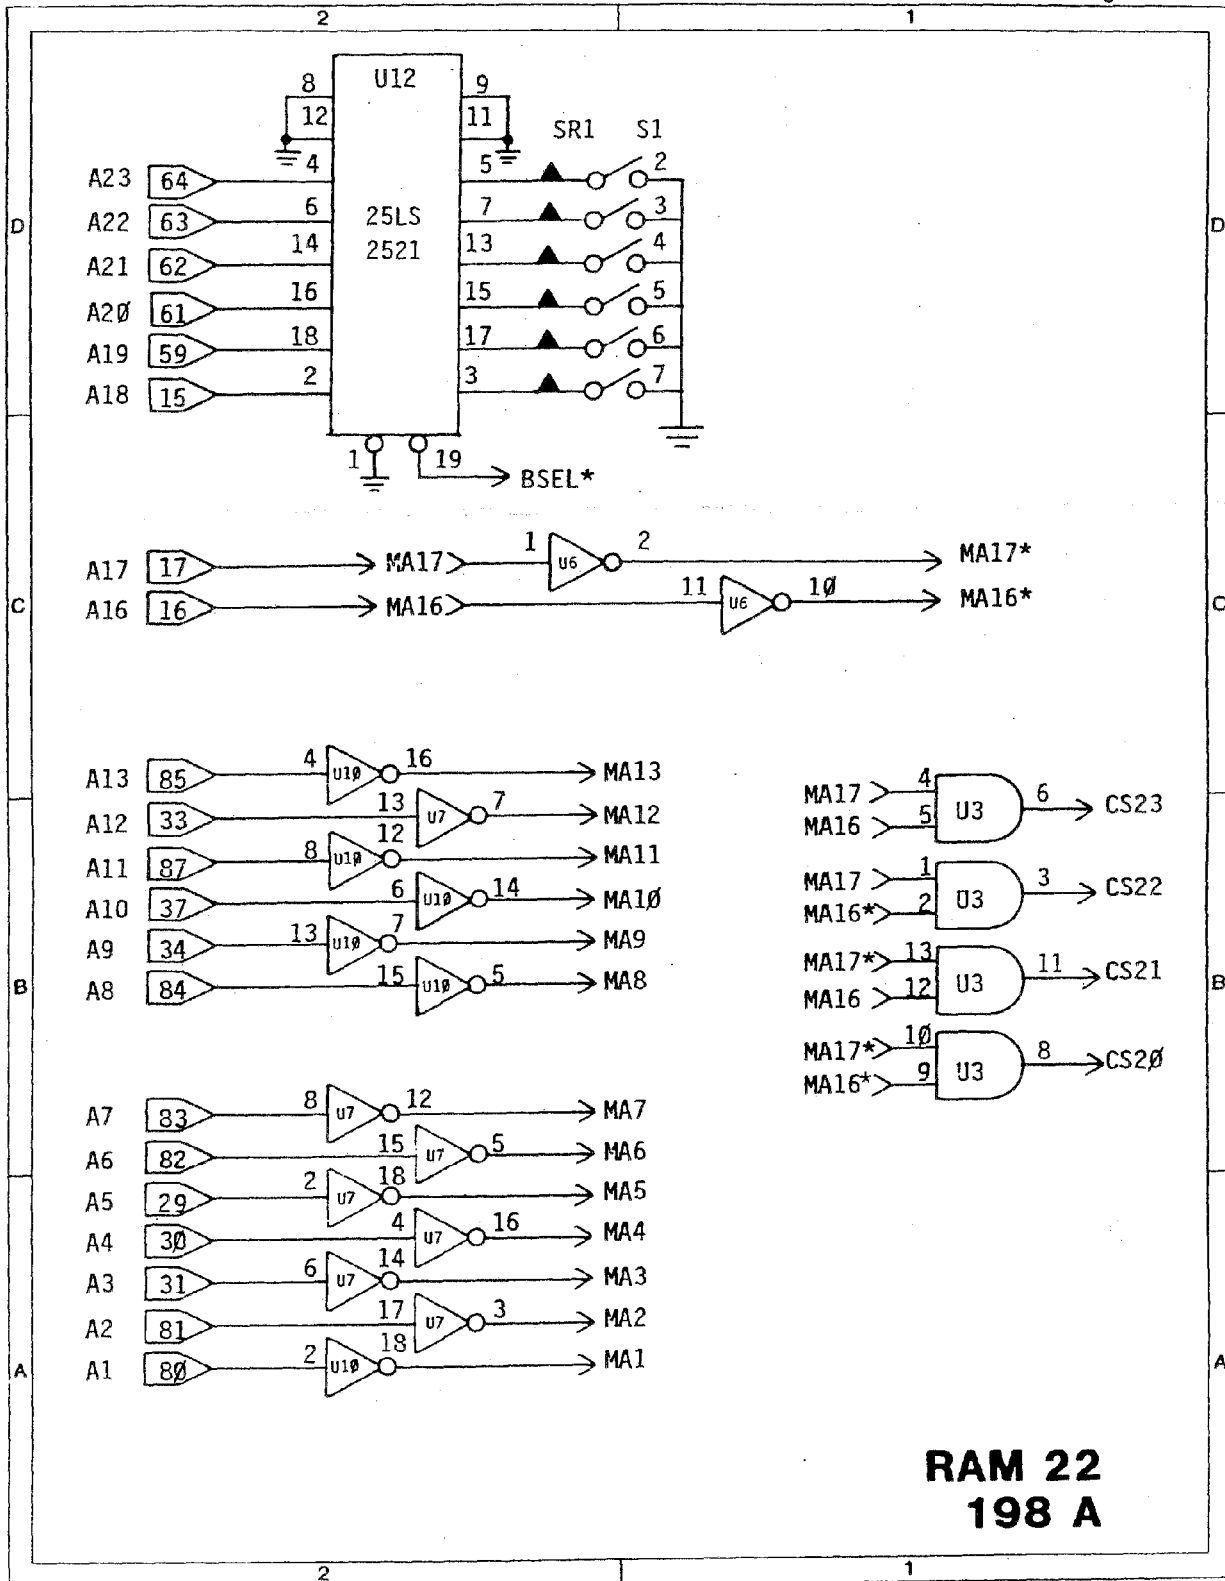 2 1
U12
8 9
12 11
SR1 S1
A23 64 4 5 2
A22 63 6 25LS 7 3
A21 62 14 2521 13 4
A2Ø 61 16 15 5
A19 59 18 17 6
A18 15 2 3 7
1 19 BSEL*
A17 17 MA17 1 U6 2 MA17*
A16 16 MA16 11 U6 1Ø MA16*
A13 85 4 U1Ø 16 MA13
A12 33 13 U7 7 MA12
A11 87 8 U1Ø 12 MA11
A10 37 6 U1Ø 14 MA1Ø
A9 34 13 U1Ø 7 MA9
A8 84 15 U1Ø 5 MA8
MA17 4 U3 6 CS23
MA16 5
MA17 1 U3 3 CS22
MA16* 2
MA17* 13 U3 11 CS21
MA16 12
MA17* 1Ø U3 8 CS2Ø
MA16* 9
A7 83 8 U7 12 MA7
A6 82 15 U7 5 MA6
A5 29 2 U7 18 MA5
A4 3Ø 4 U7 16 MA4
A3 31 6 U7 14 MA3
A2 81 17 U7 3 MA2
A1 8Ø 2 U1Ø 18 MA1
D D
C C
B B
A A
RAM 22
198 A
2 1